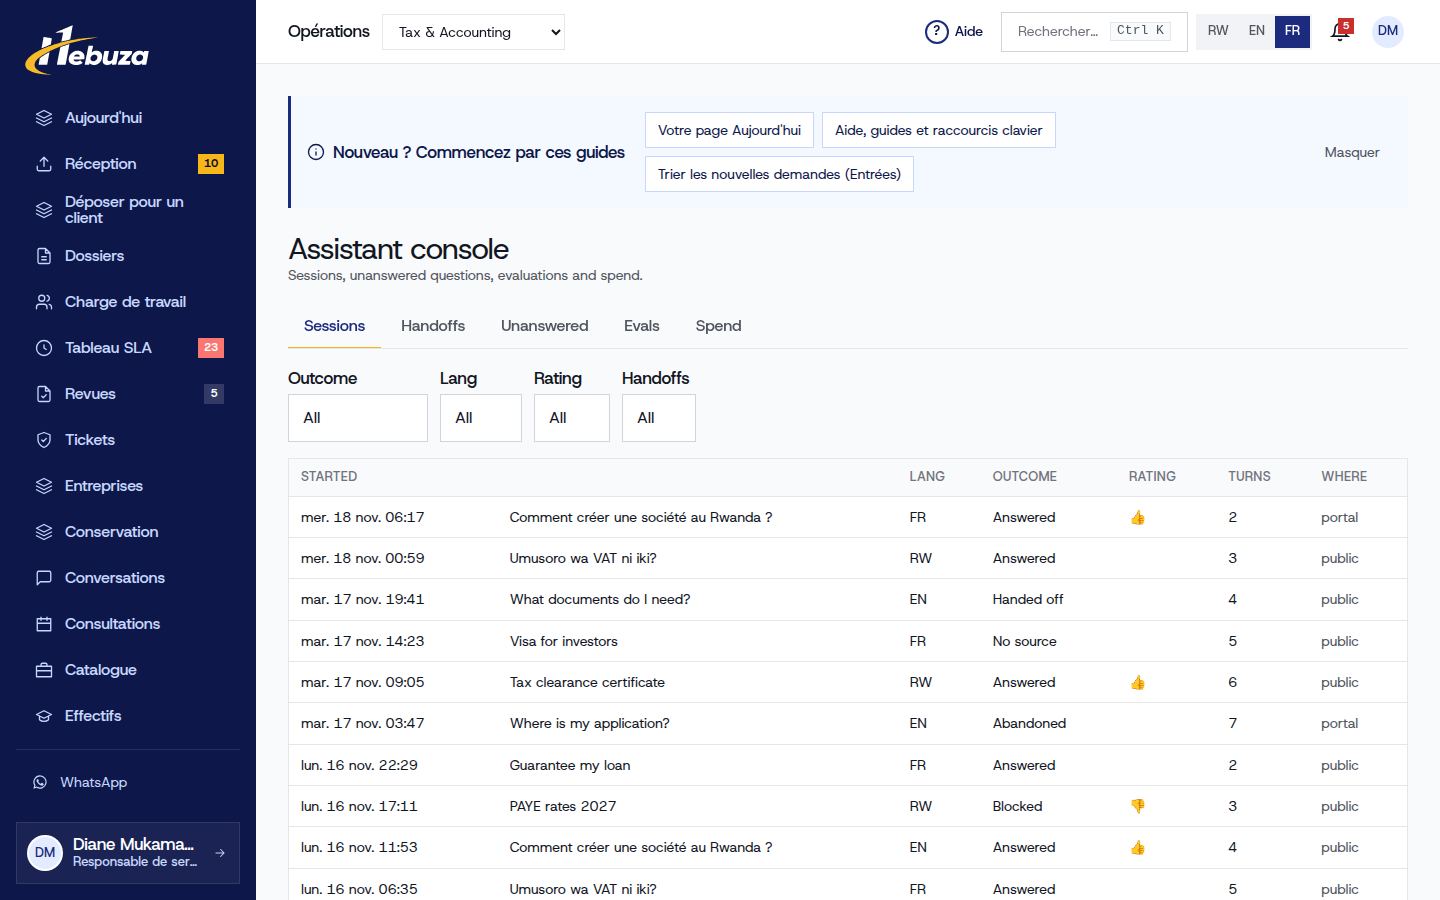 Hebuza
Opérations
Tax & Accounting
? Aide
Rechercher… Ctrl K
RW EN FR
5
DM
Aujourd'hui
Réception 10
Déposer pour un
client
Dossiers
Charge de travail
Tableau SLA 23
Revues 5
Tickets
Entreprises
Conservation
Conversations
Consultations
Catalogue
Effectifs
WhatsApp
DM
Diane Mukama…
Responsable de ser…
Nouveau ? Commencez par ces guides
Votre page Aujourd'hui
Aide, guides et raccourcis clavier
Trier les nouvelles demandes (Entrées)
Masquer
Assistant console
Sessions, unanswered questions, evaluations and spend.
Sessions Handoffs Unanswered Evals Spend
Outcome Lang Rating Handoffs
All All All All
STARTED LANG OUTCOME RATING TURNS WHERE
mer. 18 nov. 06:17 Comment créer une société au Rwanda ? FR Answered 👍 2 portal
mer. 18 nov. 00:59 Umusoro wa VAT ni iki? RW Answered 3 public
mar. 17 nov. 19:41 What documents do I need? EN Handed off 4 public
mar. 17 nov. 14:23 Visa for investors FR No source 5 public
mar. 17 nov. 09:05 Tax clearance certificate RW Answered 👍 6 public
mar. 17 nov. 03:47 Where is my application? EN Abandoned 7 portal
lun. 16 nov. 22:29 Guarantee my loan FR Answered 2 public
lun. 16 nov. 17:11 PAYE rates 2027 RW Blocked 👎 3 public
lun. 16 nov. 11:53 Comment créer une société au Rwanda ? EN Answered 👍 4 public
lun. 16 nov. 06:35 Umusoro wa VAT ni iki? FR Answered 5 public